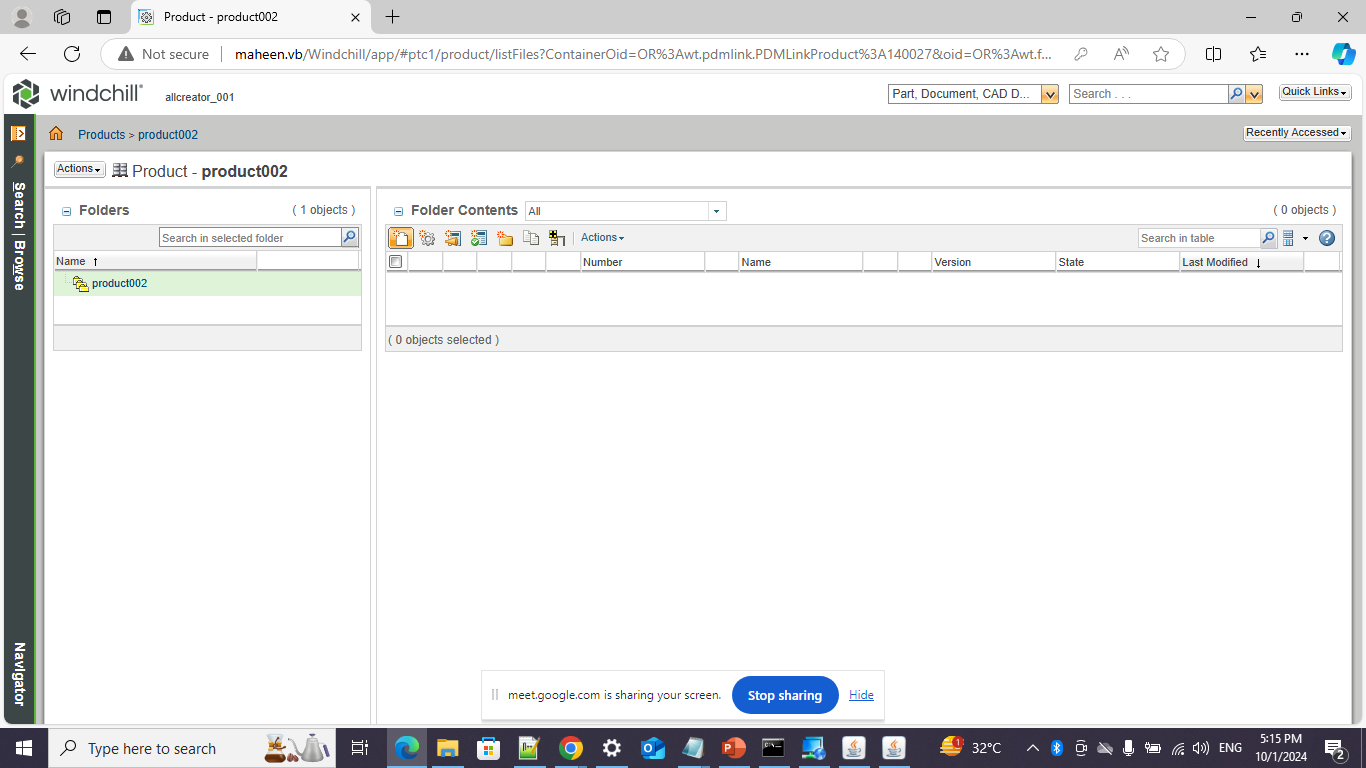 Product - product002
Not secure
maheen.vb/Windchill/app/#ptc1/product/listFiles?ContainerOid=OR%3Awt.pdmlink.PDMLinkProduct%3A140027&oid=OR%3Awt.f...
windchill
allcreator_001
Part, Document, CAD D...
Search . . .
Quick Links
Products > product002
Recently Accessed
Actions
Product - product002
Search | Browse
Navigator
Folders
( 1 objects )
Search in selected folder
Name ↑
product002
Folder Contents
All
( 0 objects )
Actions
Search in table
Number
Name
Version
State
Last Modified ↓
( 0 objects selected )
meet.google.com is sharing your screen.
Stop sharing
Hide
Type here to search
1
32°C
ENG
5:15 PM
10/1/2024
2